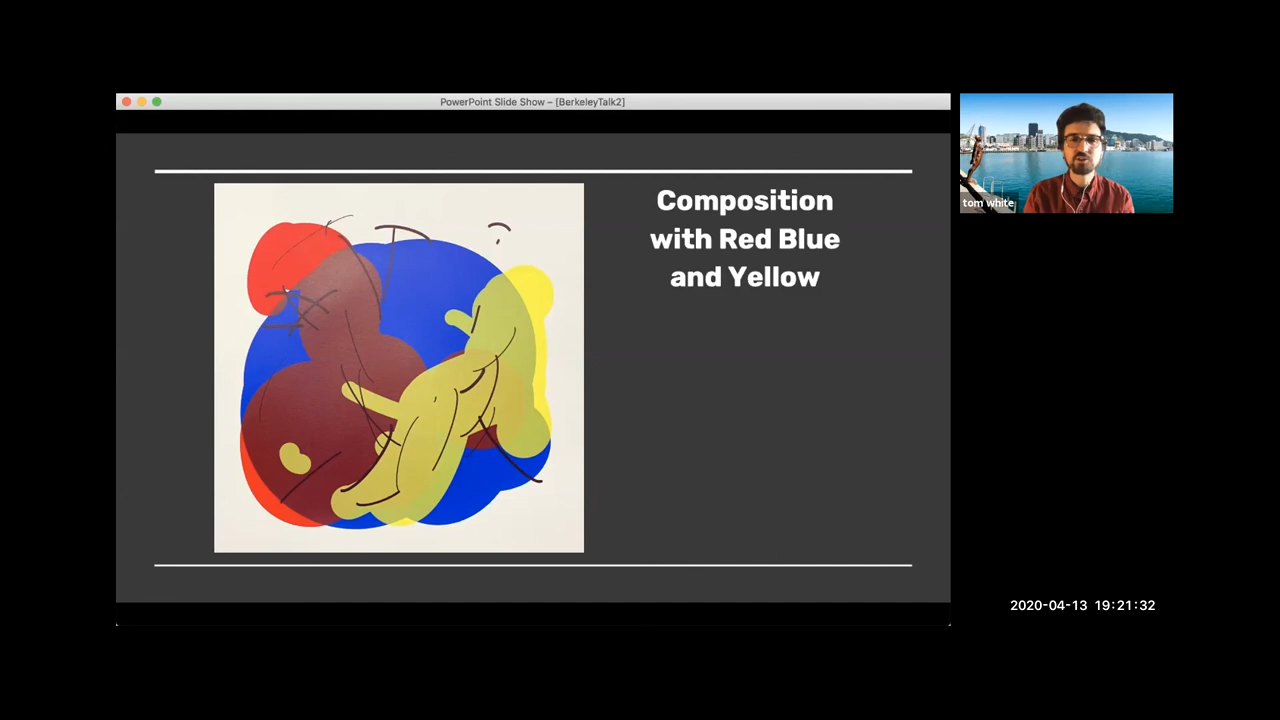 PowerPoint Slide Show – [BerkeleyTalk2]
Composition
with Red Blue
and Yellow
tom white
2020-04-13 19:21:32